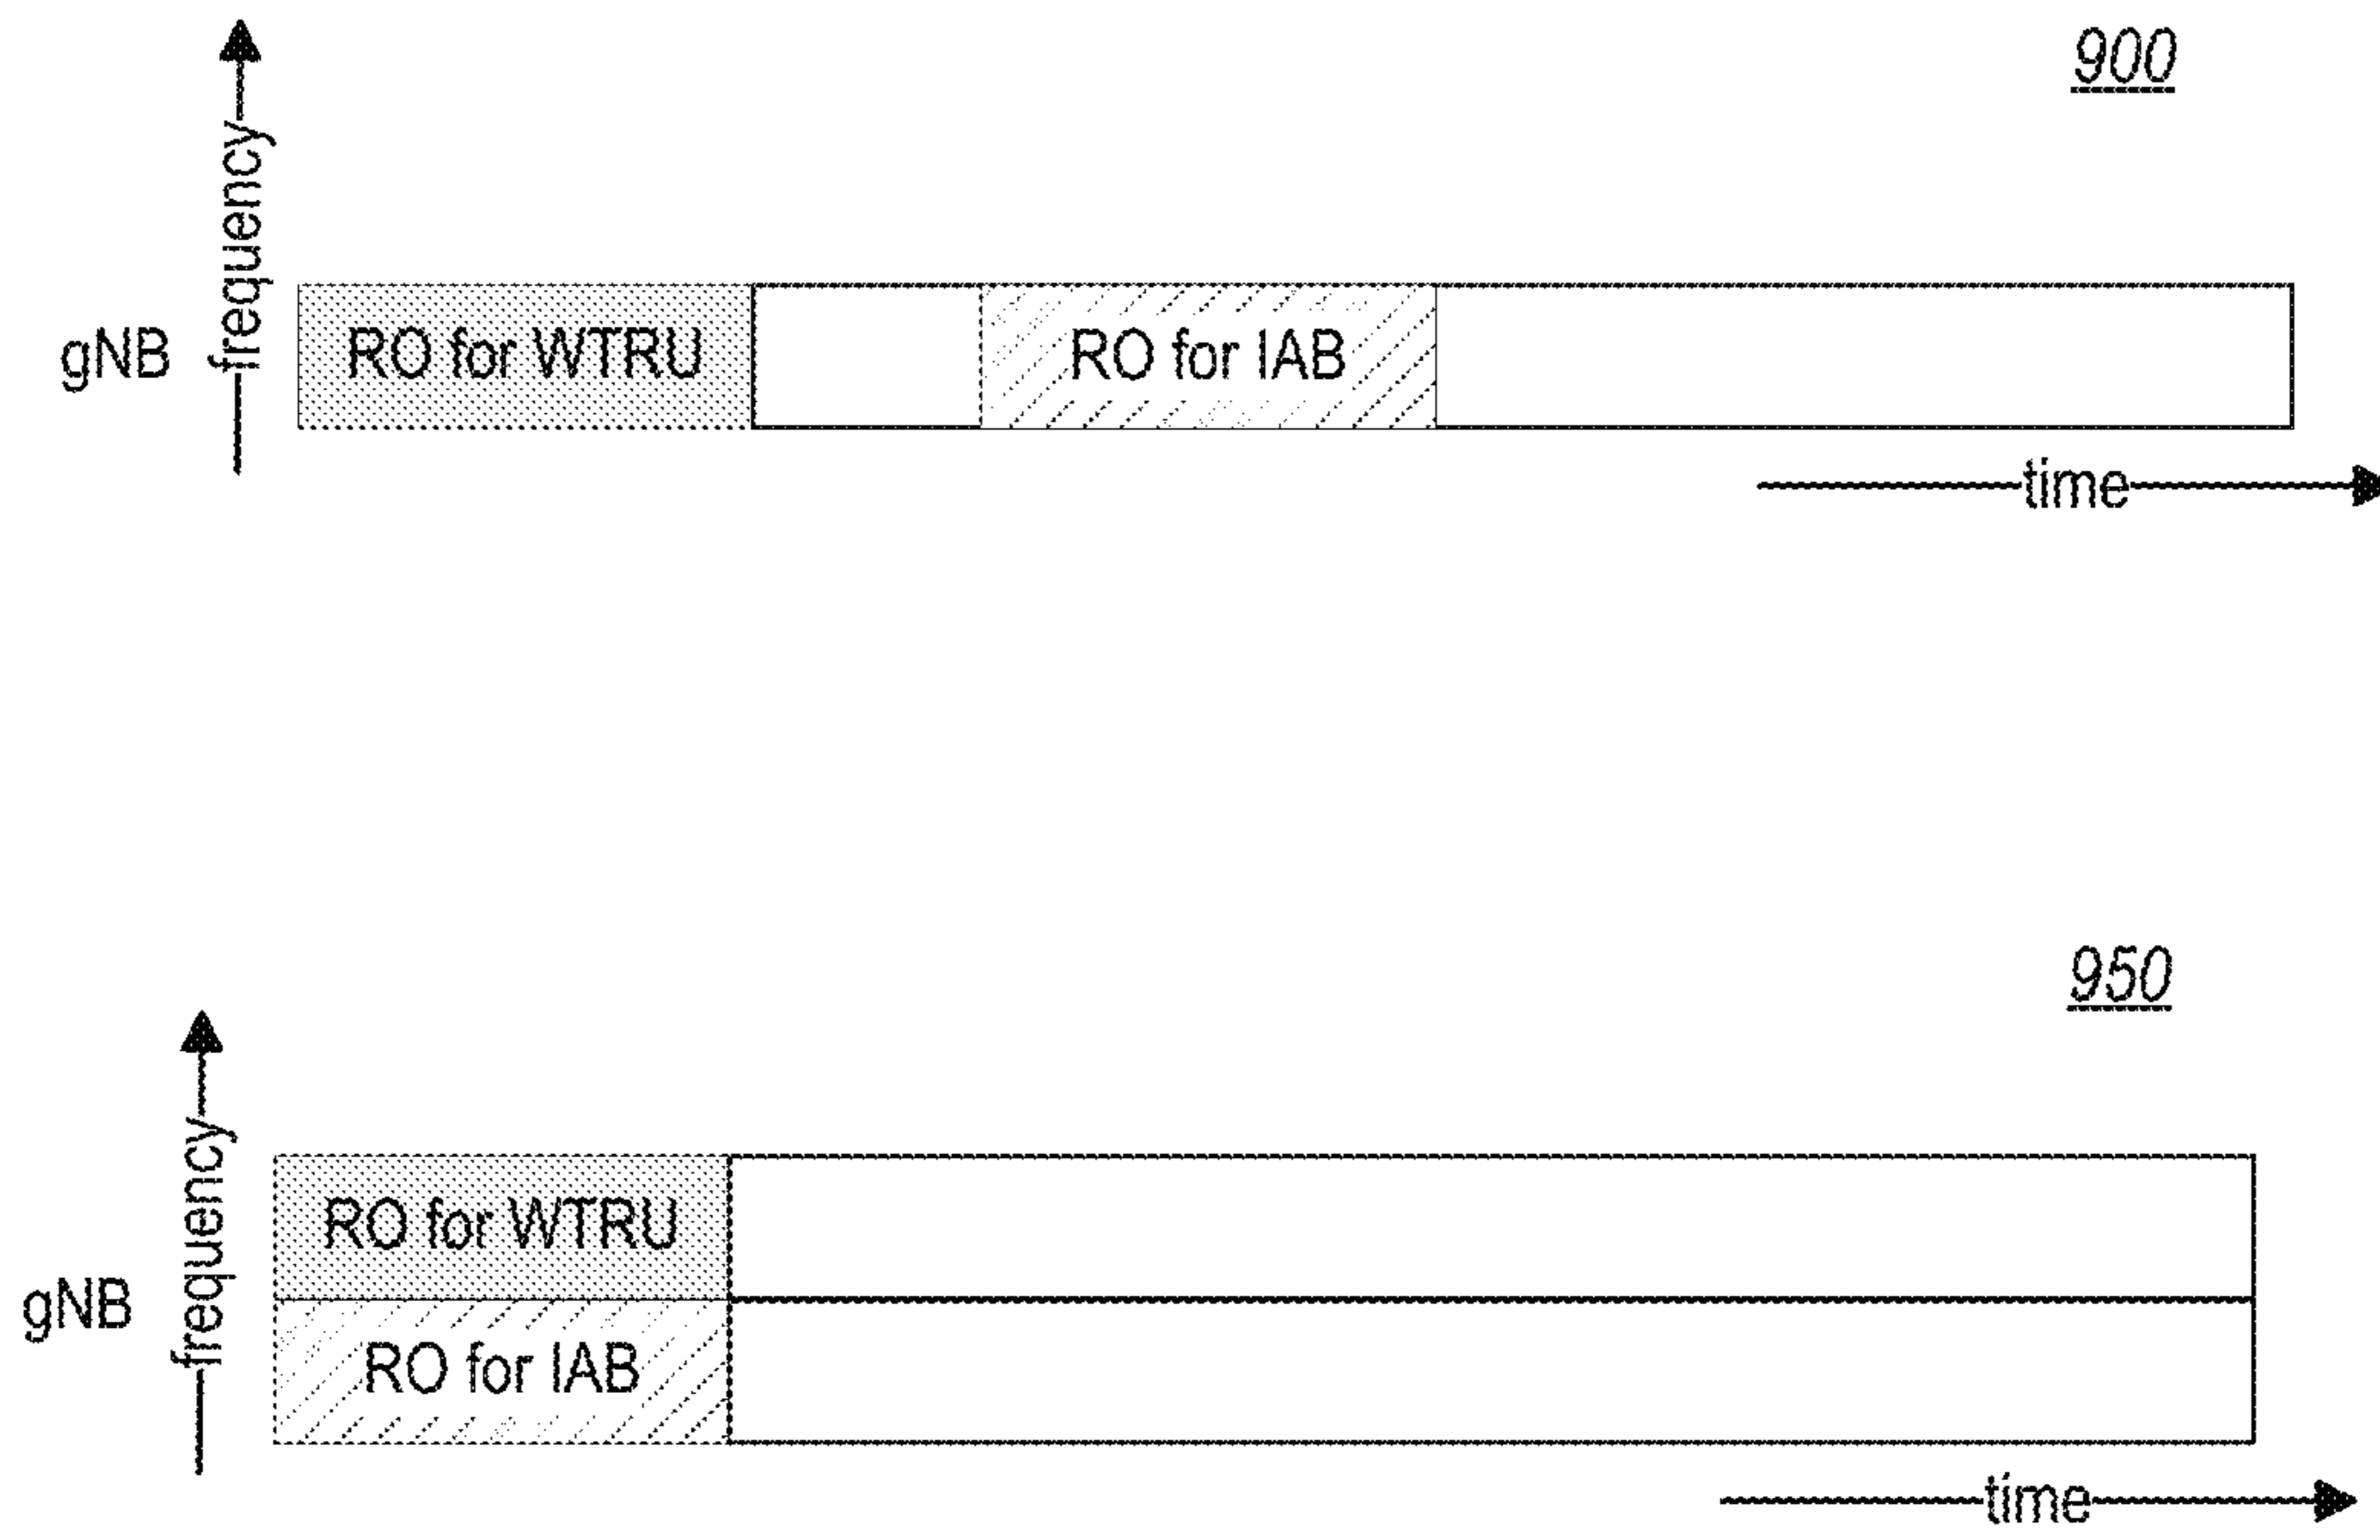 900
frequency
gNB
RO for WTRU
RO for IAB
time
950
frequency
gNB
RO for WTRU
RO for IAB
time